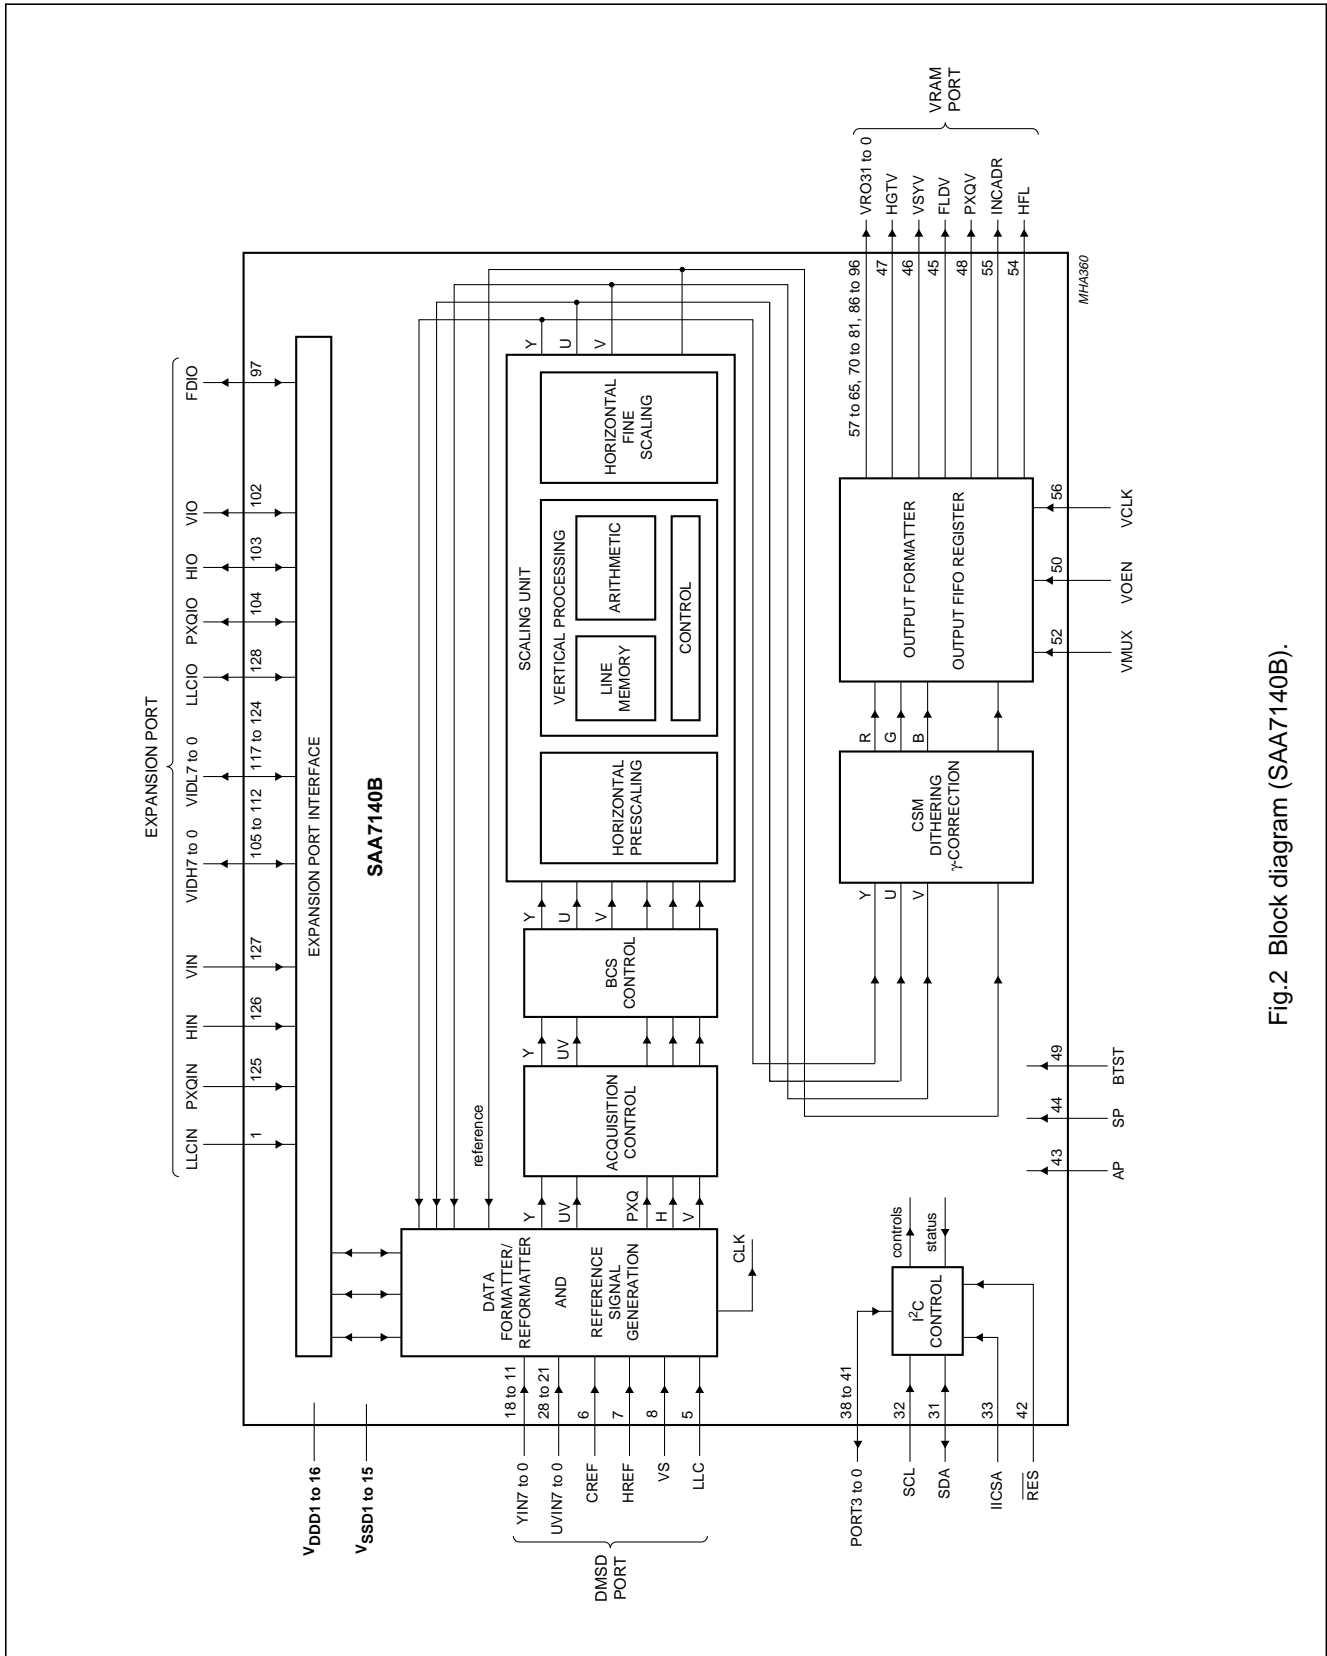 EXPANSION PORT
LLCIN
PXQIN
HIN
VIN
VIDH7 to 0
VIDL7 to 0
LLCIO
PXQIO
HIO
VIO
FDIO
1
125
126
127
105 to 112
117 to 124
128
104
103
102
97
VDDD1 to 16
VSSD1 to 15
EXPANSION PORT INTERFACE
SAA7140B
DMSD
PORT
YIN7 to 0
UVIN7 to 0
CREF
HREF
VS
LLC
18 to 11
28 to 21
6
7
8
5
DATA
FORMATTER/
REFORMATTER
AND
REFERENCE
SIGNAL
GENERATION
CLK
reference
Y
UV
PXQ
H
V
ACQUISITION
CONTROL
Y
UV
BCS
CONTROL
Y
U
V
SCALING UNIT
HORIZONTAL
PRESCALING
VERTICAL PROCESSING
LINE
MEMORY
ARITHMETIC
CONTROL
HORIZONTAL
FINE
SCALING
Y
U
V
PORT3 to 0
SCL
SDA
IICSA
RES
38 to 41
32
31
33
42
I2C
CONTROL
controls
status
AP
SP
BTST
43
44
49
Y
U
V
CSM
DITHERING
γ-CORRECTION
R
G
B
OUTPUT FORMATTER
OUTPUT FIFO REGISTER
52
50
56
VMUX
VOEN
VCLK
57 to 65, 70 to 81, 86 to 96
47
46
45
48
55
54
VRO31 to 0
HGTV
VSYV
FLDV
PXQV
INCADR
HFL
VRAM
PORT
MHA360
Fig.2 Block diagram (SAA7140B).